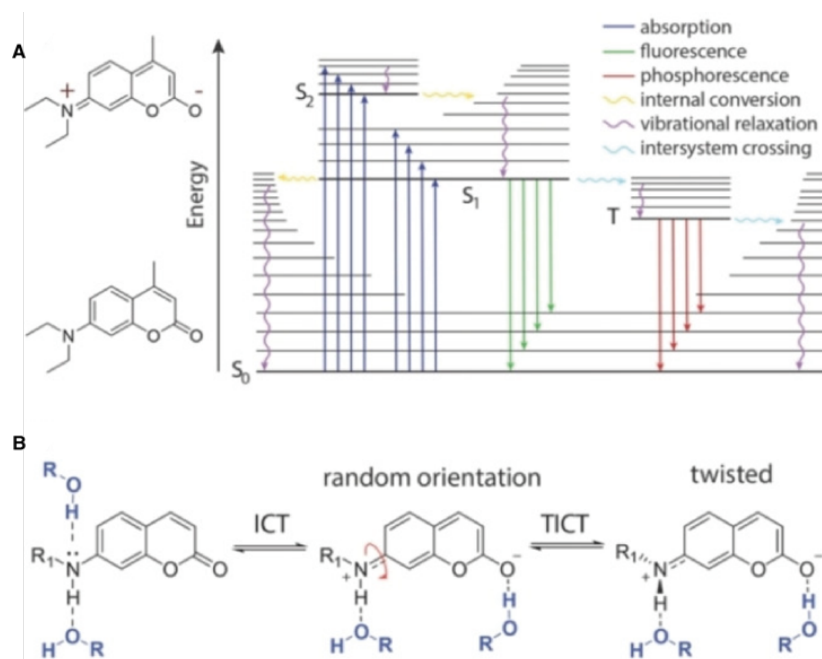 A
absorption
fluorescence
phosphorescence
internal conversion
vibrational relaxation
intersystem crossing
+
-
N
O
O
Energy
S2
S1
T
N
O
O
S0
B
random orientation
twisted
R
O
H
ICT
TICT
R1
N
H
O
O
H
O
R
R1
N
+
H
O
O
-
H
O
R
H
O
R
R1
N
+
H
O
O
-
H
O
R
H
O
R